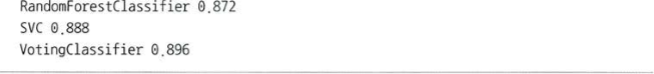 RandomForestClassifier 0.872
SVC 0.888
VotingClassifier 0.896